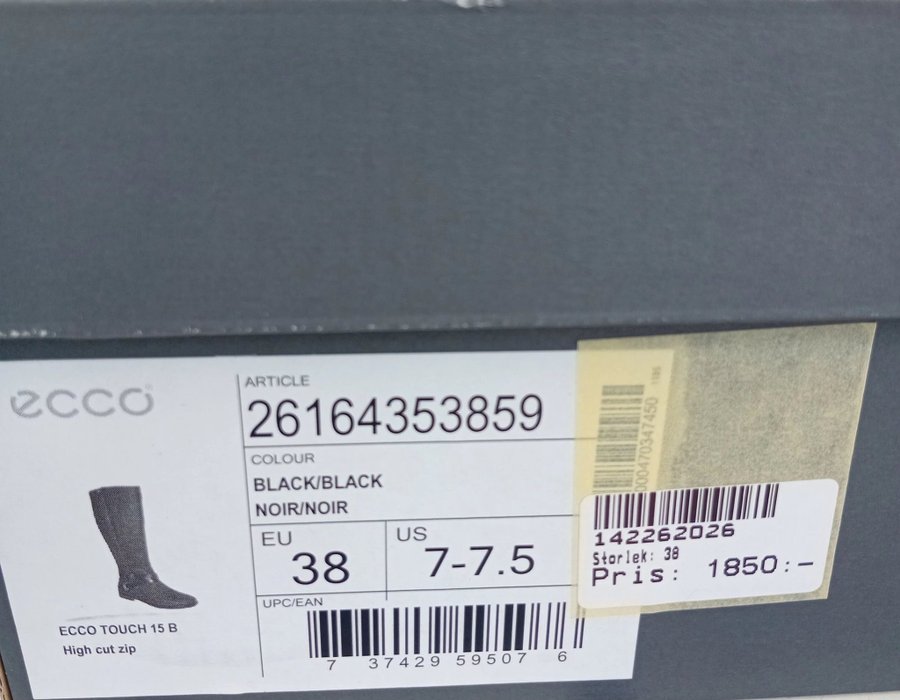 ecco®
ARTICLE
26164353859
COLOUR
BLACK/BLACK
NOIR/NOIR
EU
38
US
7-7.5
UPC/EAN
7 37429 59507 6
ECCO TOUCH 15 B
High cut zip
142262026
Storlek: 38
Pris: 1850:-